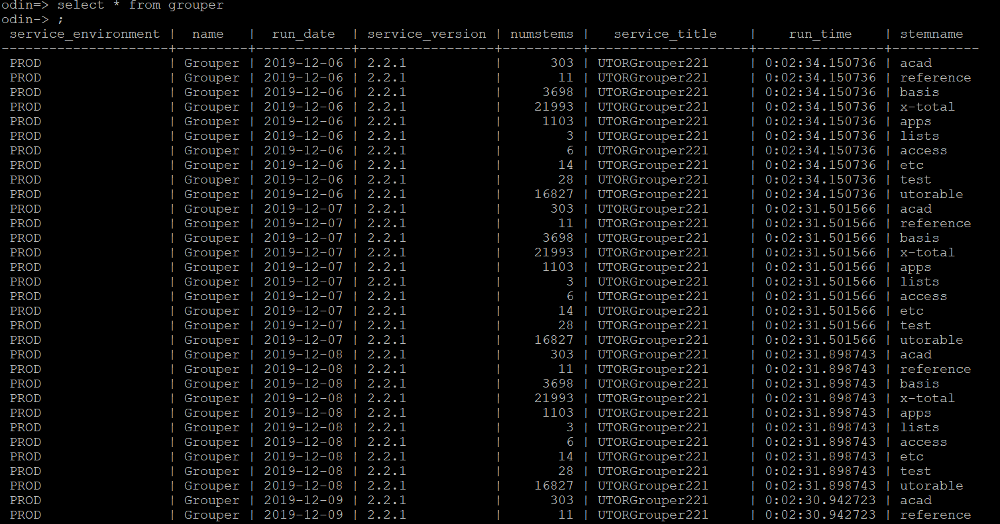 odin=> select * from grouper
odin-> ;
 service_environment |  name   |  run_date  | service_version | numstems |   service_title    |    run_time    | stemname
---------------------+---------+------------+-----------------+----------+--------------------+----------------+-----------
 PROD                | Grouper | 2019-12-06 | 2.2.1           |      303 | UTORGrouper221     | 0:02:34.150736 | acad
 PROD                | Grouper | 2019-12-06 | 2.2.1           |       11 | UTORGrouper221     | 0:02:34.150736 | reference
 PROD                | Grouper | 2019-12-06 | 2.2.1           |     3698 | UTORGrouper221     | 0:02:34.150736 | basis
 PROD                | Grouper | 2019-12-06 | 2.2.1           |    21993 | UTORGrouper221     | 0:02:34.150736 | x-total
 PROD                | Grouper | 2019-12-06 | 2.2.1           |     1103 | UTORGrouper221     | 0:02:34.150736 | apps
 PROD                | Grouper | 2019-12-06 | 2.2.1           |        3 | UTORGrouper221     | 0:02:34.150736 | lists
 PROD                | Grouper | 2019-12-06 | 2.2.1           |        6 | UTORGrouper221     | 0:02:34.150736 | access
 PROD                | Grouper | 2019-12-06 | 2.2.1           |       14 | UTORGrouper221     | 0:02:34.150736 | etc
 PROD                | Grouper | 2019-12-06 | 2.2.1           |       28 | UTORGrouper221     | 0:02:34.150736 | test
 PROD                | Grouper | 2019-12-06 | 2.2.1           |    16827 | UTORGrouper221     | 0:02:34.150736 | utorable
 PROD                | Grouper | 2019-12-07 | 2.2.1           |      303 | UTORGrouper221     | 0:02:31.501566 | acad
 PROD                | Grouper | 2019-12-07 | 2.2.1           |       11 | UTORGrouper221     | 0:02:31.501566 | reference
 PROD                | Grouper | 2019-12-07 | 2.2.1           |     3698 | UTORGrouper221     | 0:02:31.501566 | basis
 PROD                | Grouper | 2019-12-07 | 2.2.1           |    21993 | UTORGrouper221     | 0:02:31.501566 | x-total
 PROD                | Grouper | 2019-12-07 | 2.2.1           |     1103 | UTORGrouper221     | 0:02:31.501566 | apps
 PROD                | Grouper | 2019-12-07 | 2.2.1           |        3 | UTORGrouper221     | 0:02:31.501566 | lists
 PROD                | Grouper | 2019-12-07 | 2.2.1           |        6 | UTORGrouper221     | 0:02:31.501566 | access
 PROD                | Grouper | 2019-12-07 | 2.2.1           |       14 | UTORGrouper221     | 0:02:31.501566 | etc
 PROD                | Grouper | 2019-12-07 | 2.2.1           |       28 | UTORGrouper221     | 0:02:31.501566 | test
 PROD                | Grouper | 2019-12-07 | 2.2.1           |    16827 | UTORGrouper221     | 0:02:31.501566 | utorable
 PROD                | Grouper | 2019-12-08 | 2.2.1           |      303 | UTORGrouper221     | 0:02:31.898743 | acad
 PROD                | Grouper | 2019-12-08 | 2.2.1           |       11 | UTORGrouper221     | 0:02:31.898743 | reference
 PROD                | Grouper | 2019-12-08 | 2.2.1           |     3698 | UTORGrouper221     | 0:02:31.898743 | basis
 PROD                | Grouper | 2019-12-08 | 2.2.1           |    21993 | UTORGrouper221     | 0:02:31.898743 | x-total
 PROD                | Grouper | 2019-12-08 | 2.2.1           |     1103 | UTORGrouper221     | 0:02:31.898743 | apps
 PROD                | Grouper | 2019-12-08 | 2.2.1           |        3 | UTORGrouper221     | 0:02:31.898743 | lists
 PROD                | Grouper | 2019-12-08 | 2.2.1           |        6 | UTORGrouper221     | 0:02:31.898743 | access
 PROD                | Grouper | 2019-12-08 | 2.2.1           |       14 | UTORGrouper221     | 0:02:31.898743 | etc
 PROD                | Grouper | 2019-12-08 | 2.2.1           |       28 | UTORGrouper221     | 0:02:31.898743 | test
 PROD                | Grouper | 2019-12-08 | 2.2.1           |    16827 | UTORGrouper221     | 0:02:31.898743 | utorable
 PROD                | Grouper | 2019-12-09 | 2.2.1           |      303 | UTORGrouper221     | 0:02:30.942723 | acad
 PROD                | Grouper | 2019-12-09 | 2.2.1           |       11 | UTORGrouper221     | 0:02:30.942723 | reference